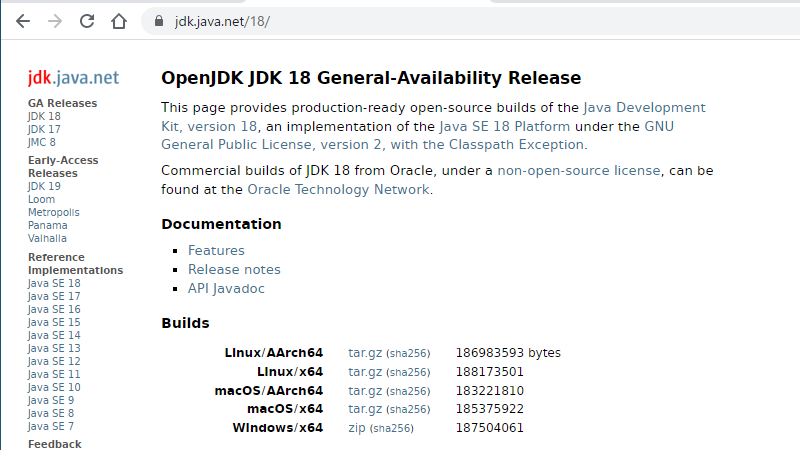 jdk.java.net/18/
jdk.java.net
GA Releases
JDK 18
JDK 17
JMC 8
Early-Access
Releases
JDK 19
Loom
Metropolis
Panama
Valhalla
Reference
Implementations
Java SE 18
Java SE 17
Java SE 16
Java SE 15
Java SE 14
Java SE 13
Java SE 12
Java SE 11
Java SE 10
Java SE 9
Java SE 8
Java SE 7
Feedback
OpenJDK JDK 18 General-Availability Release
This page provides production-ready open-source builds of the Java Development
Kit, version 18, an implementation of the Java SE 18 Platform under the GNU
General Public License, version 2, with the Classpath Exception.
Commercial builds of JDK 18 from Oracle, under a non-open-source license, can be
found at the Oracle Technology Network.
Documentation
Features
Release notes
API Javadoc
Builds
Linux/AArch64 tar.gz (sha256) 186983593 bytes
Linux/x64 tar.gz (sha256) 188173501
macOS/AArch64 tar.gz (sha256) 183221810
macOS/x64 tar.gz (sha256) 185375922
Windows/x64 zip (sha256) 187504061